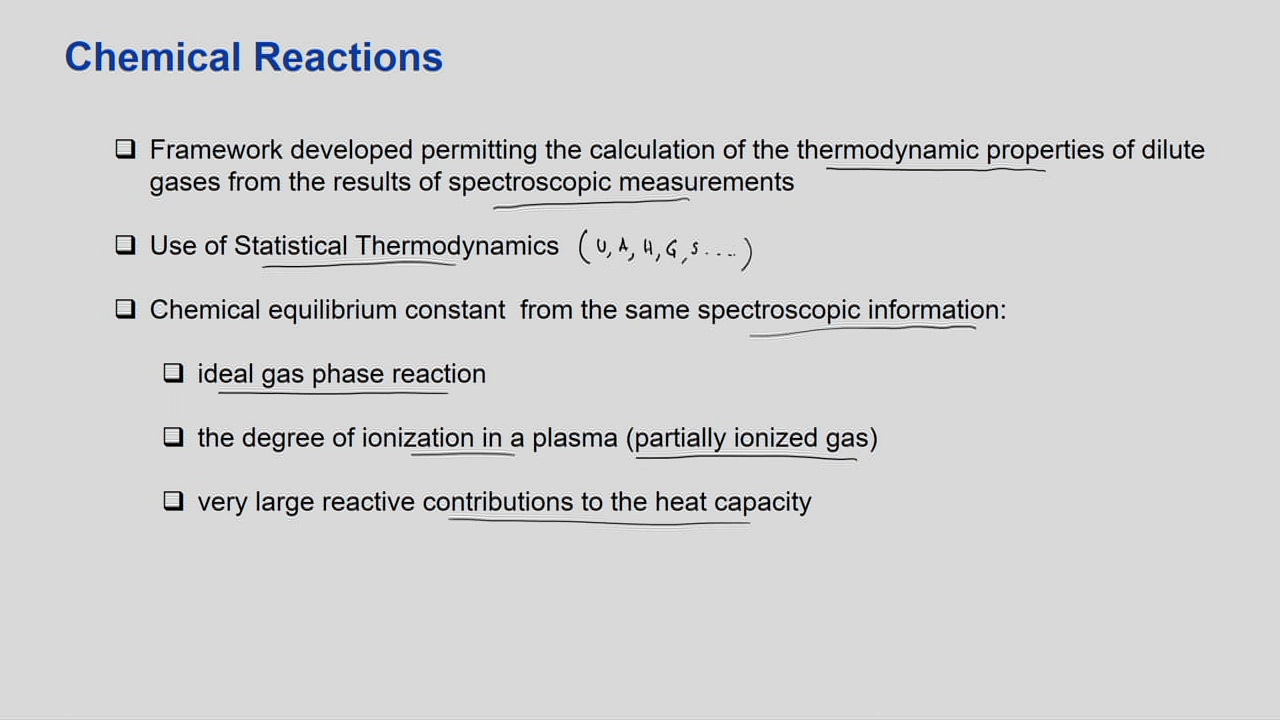 Chemical Reactions
Framework developed permitting the calculation of the thermodynamic properties of dilute
gases from the results of spectroscopic measurements
Use of Statistical Thermodynamics (U, A, H, G, S ....)
Chemical equilibrium constant from the same spectroscopic information:
ideal gas phase reaction
the degree of ionization in a plasma (partially ionized gas)
very large reactive contributions to the heat capacity